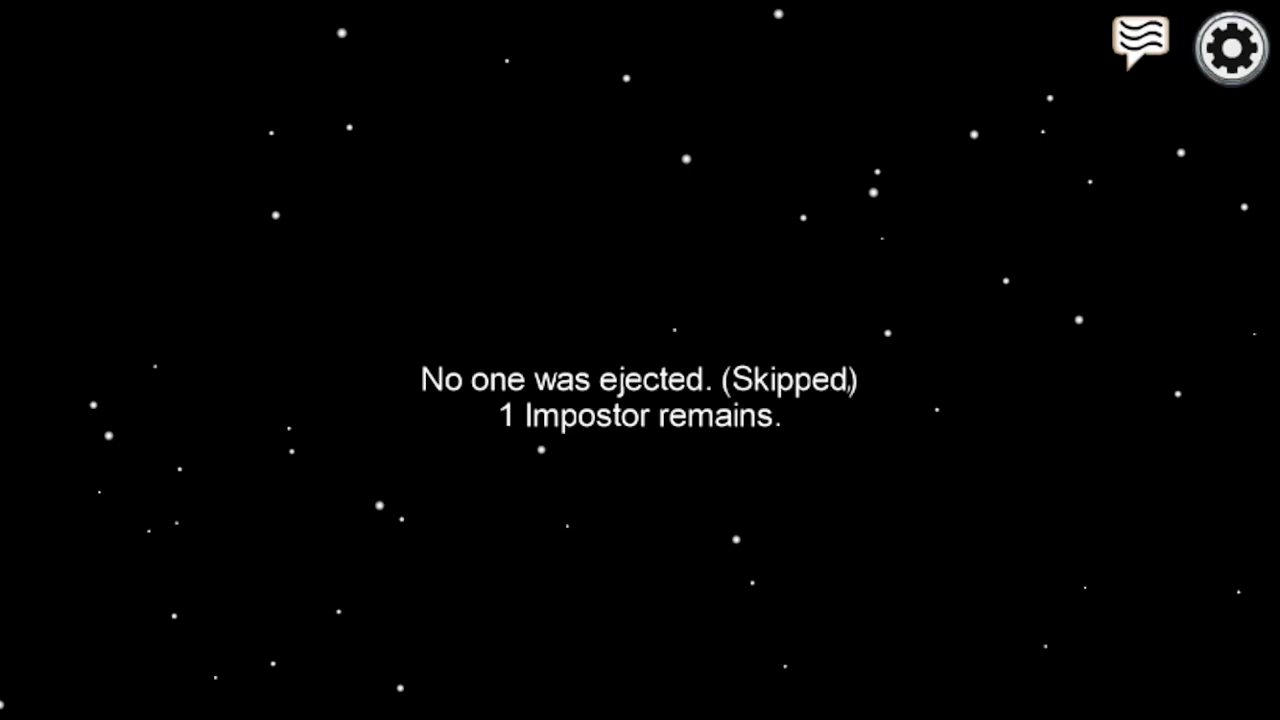 No one was ejected. (Skipped)
1 Impostor remains.